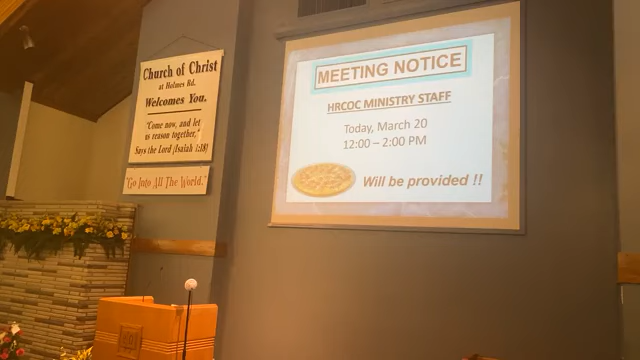 Church of Christ
at Holmes Rd.
Welcomes You.
"Come now, and let
us reason together,"
Says the Lord (Isaiah 1:18)
"Go Into All The World."
MEETING NOTICE
HRCOC MINISTRY STAFF
Today, March 20
12:00 – 2:00 PM
Will be provided !!